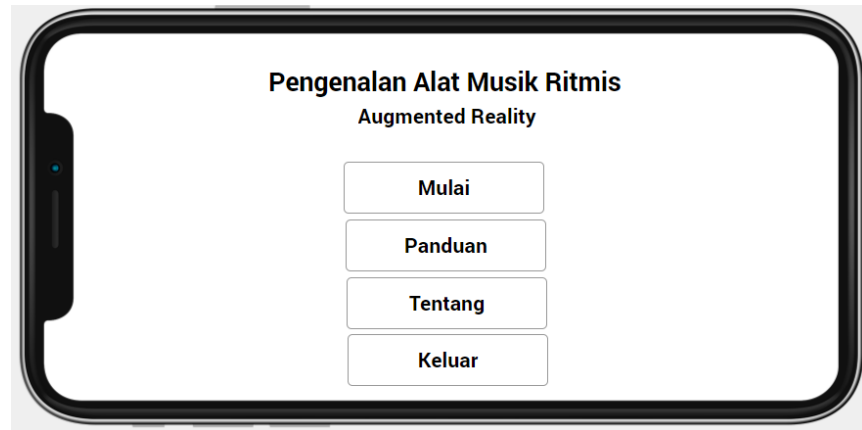 Pengenalan Alat Musik Ritmis
Augmented Reality
Mulai
Panduan
Tentang
Keluar